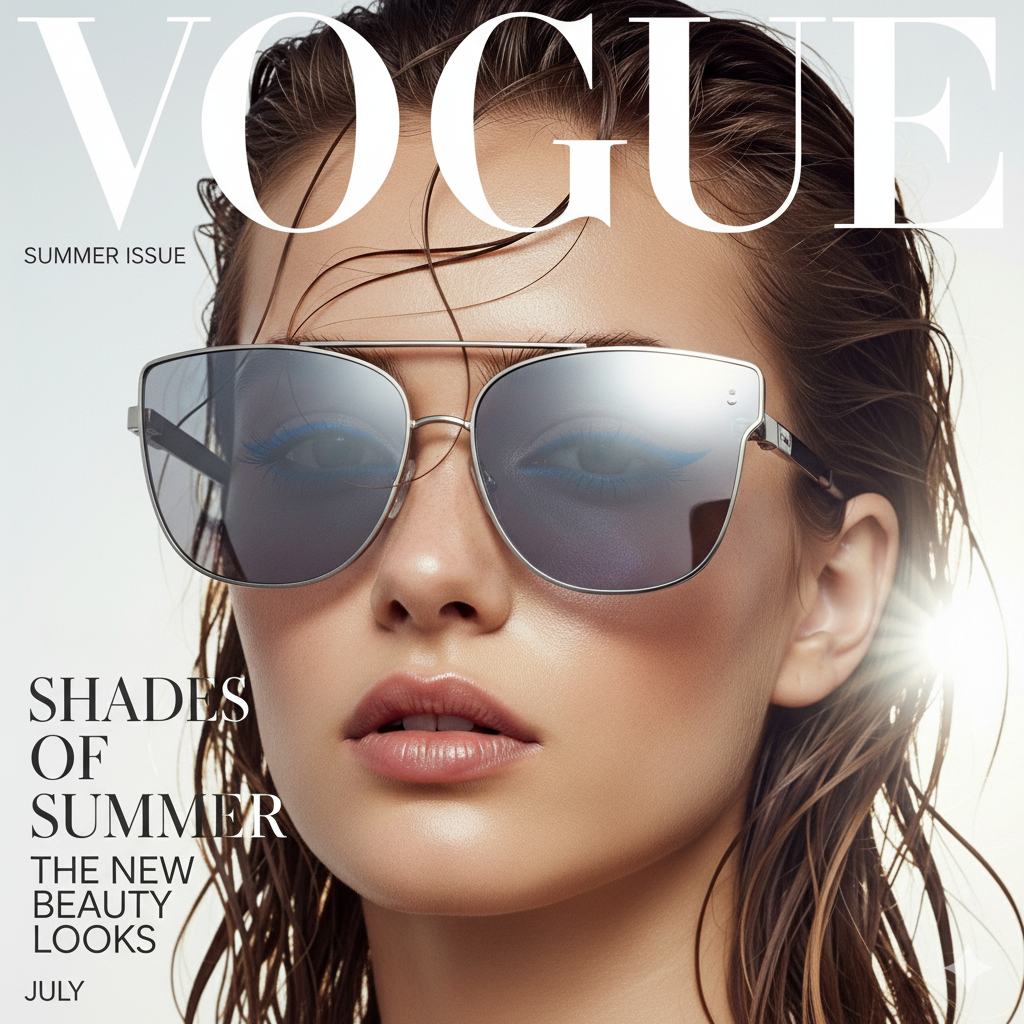 VOGUE
SUMMER ISSUE
SHADES
OF
SUMMER
THE NEW
BEAUTY
LOOKS
JULY